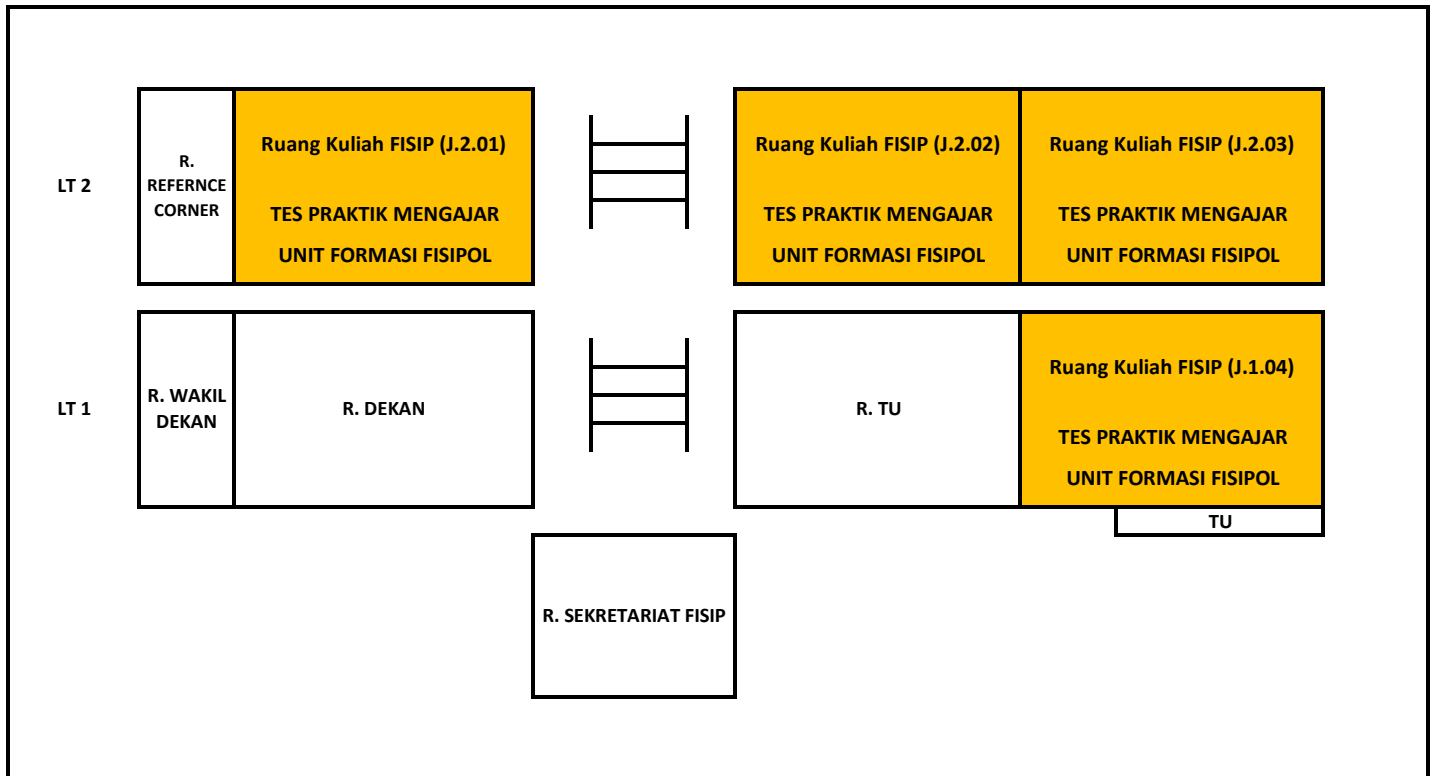 LT 2
R.
REFERNCE
CORNER
Ruang Kuliah FISIP (J.2.01)
TES PRAKTIK MENGAJAR
UNIT FORMASI FISIPOL
Ruang Kuliah FISIP (J.2.02)
TES PRAKTIK MENGAJAR
UNIT FORMASI FISIPOL
Ruang Kuliah FISIP (J.2.03)
TES PRAKTIK MENGAJAR
UNIT FORMASI FISIPOL
LT 1
R. WAKIL
DEKAN
R. DEKAN
R. TU
Ruang Kuliah FISIP (J.1.04)
TES PRAKTIK MENGAJAR
UNIT FORMASI FISIPOL
TU
R. SEKRETARIAT FISIP